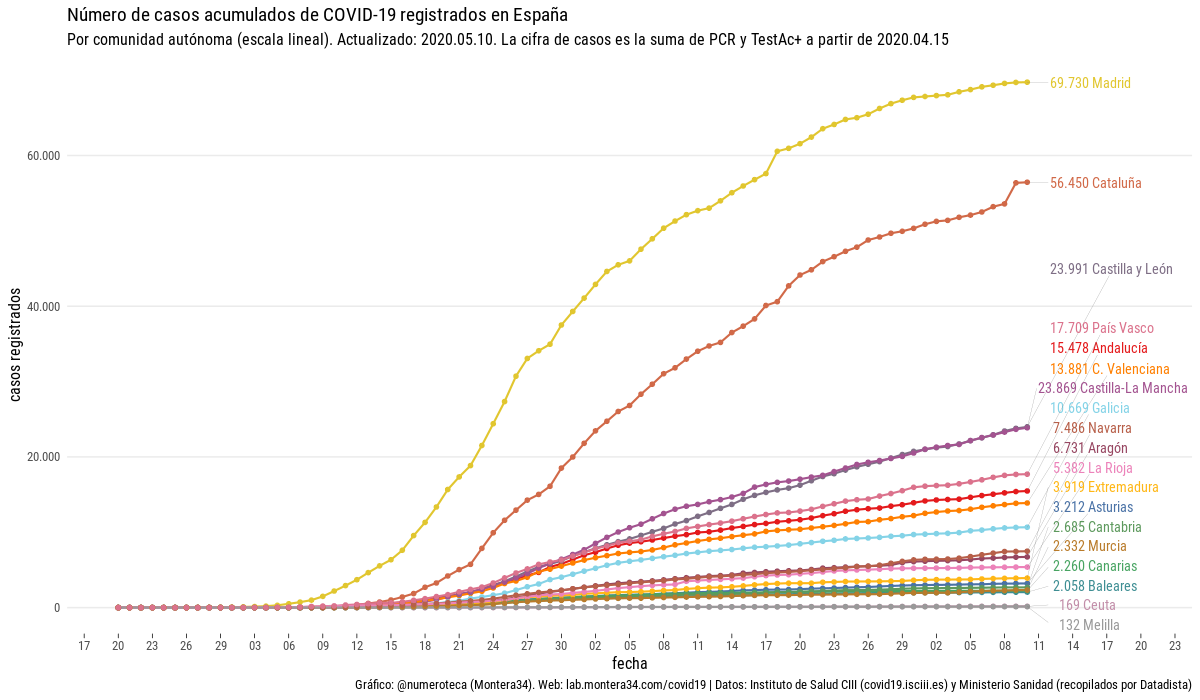 Número de casos acumulados de COVID-19 registrados en España
Por comunidad autónoma (escala lineal). Actualizado: 2020.05.10. La cifra de casos es la suma de PCR y TestAc+ a partir de 2020.04.15
69.730 Madrid
60.000
56.450 Cataluña
23.991 Castilla y León
40.000
17.709 País Vasco
15.478 Andalucía
13.881 C. Valenciana
23.869 Castilla-La Mancha
10.669 Galicia
7.486 Navarra
6.731 Aragón
20.000
5.382 La Rioja
3.919 Extremadura
3.212 Asturias
2.685 Cantabria
2.332 Murcia
2.260 Canarias
2.058 Baleares
0
169 Ceuta
132 Melilla
casos registrados
17 20 23 26 29 03 06 09 12 15 18 21 24 27 30 02 05 08 11 14 17 20 23 26 29 02 05 08 11 17 20 23
fecha
Gráfico: @numeroteca (Montera34). Web: lab.montera34.com/covid19 | Datos: Instituto de Salud CIII (covid19.isciii.es) y Ministerio Sanidad (recopilados por Datadista)